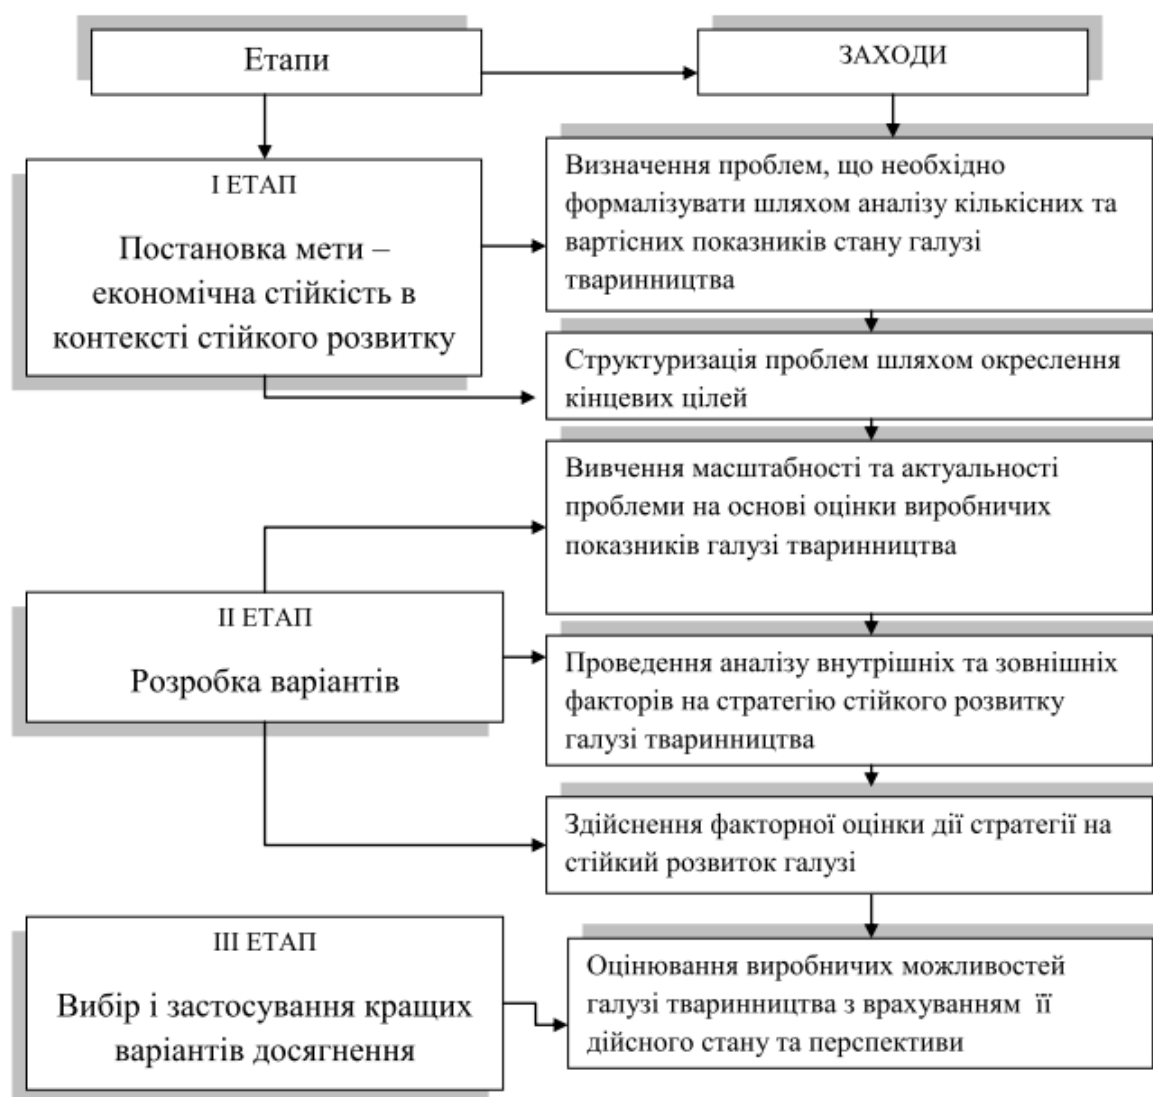 Етапи
ЗАХОДИ
І ЕТАП
Постановка мети –
економічна стійкість в
контексті стійкого розвитку
Визначення проблем, що необхідно
формалізувати шляхом аналізу кількісних та
вартісних показників стану галузі
тваринництва
Структуризація проблем шляхом окреслення
кінцевих цілей
Вивчення масштабності та актуальності
проблеми на основі оцінки виробничих
показників галузі тваринництва
ІІ ЕТАП
Розробка варіантів
Проведення аналізу внутрішніх та зовнішніх
факторів на стратегію стійкого розвитку
галузі тваринництва
Здійснення факторної оцінки дії стратегії на
стійкий розвиток галузі
ІІІ ЕТАП
Вибір і застосування кращих
варіантів досягнення
Оцінювання виробничих можливостей
галузі тваринництва з врахуванням її
дійсного стану та перспективи